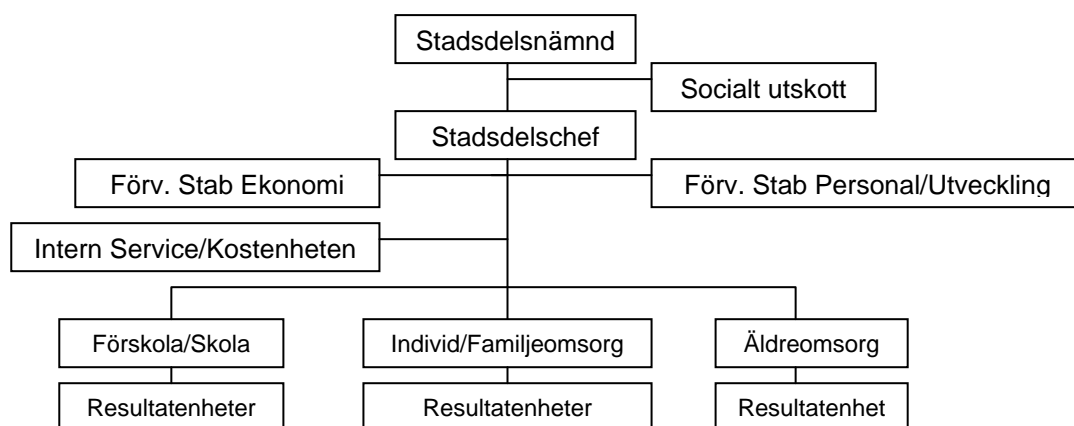 Stadsdelsnämnd
Socialt utskott
Stadsdelschef
Förv. Stab Ekonomi
Förv. Stab Personal/Utveckling
Intern Service/Kostenheten
Förskola/Skola
Individ/Familjeomsorg
Äldreomsorg
Resultatenheter
Resultatenheter
Resultatenhet